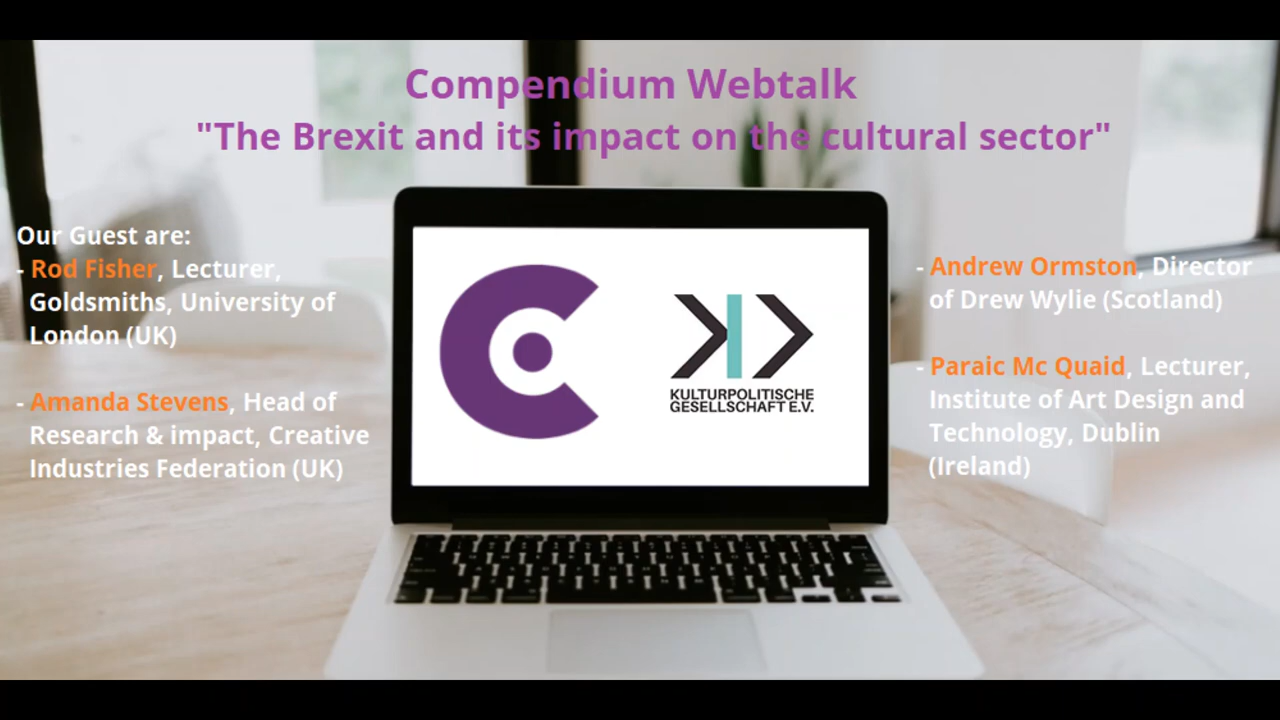 Compendium Webtalk
"The Brexit and its impact on the cultural sector"
Our Guest are:
- Rod Fisher, Lecturer,
Goldsmiths, University of
London (UK)
- Amanda Stevens, Head of
Research & impact, Creative
Industries Federation (UK)
KULTURPOLITISCHE
GESELLSCHAFT E.V.
- Andrew Ormston, Director
of Drew Wylie (Scotland)
- Paraic Mc Quaid, Lecturer,
Institute of Art Design and
Technology, Dublin
(Ireland)